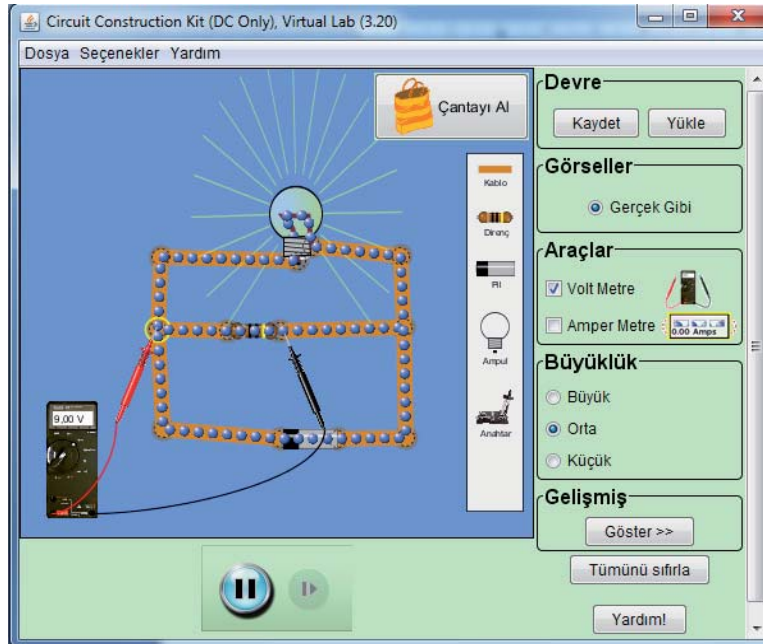 Circuit Construction Kit (DC Only), Virtual Lab (3.20)
Dosya Seçenekler Yardım
Çantayı Al
Kablo
Direnç
Pil
Ampul
Anahtar
9,00 V
Devre
Kaydet
Yükle
Görseller
Gerçek Gibi
Araçlar
Volt Metre
Amper Metre
0.00 Amps
Büyüklük
Büyük
Orta
Küçük
Gelişmiş
Göster >>
Tümünü sıfırla
Yardım!